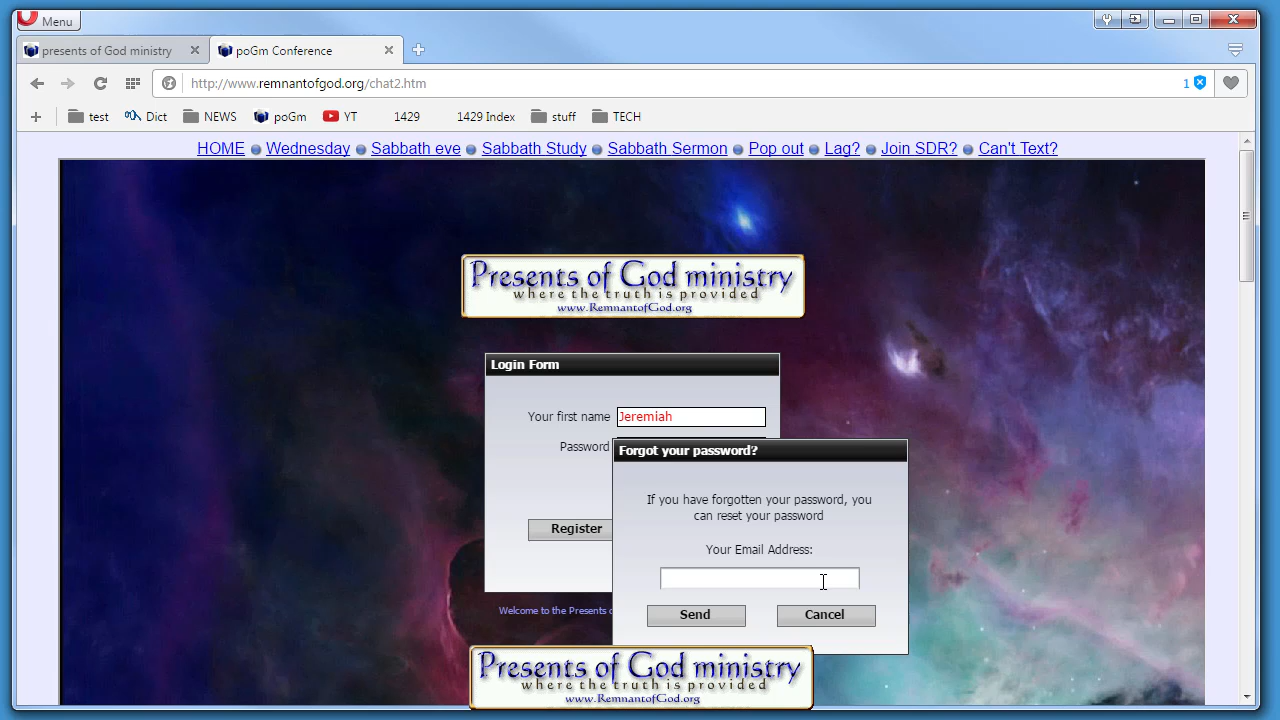 Menu
presents of God ministry
poGm Conference
http://www.remnantofgod.org/chat2.htm
1
test
Dict
NEWS
poGm
YT
1429
1429 Index
stuff
TECH
HOME Wednesday Sabbath eve Sabbath Study Sabbath Sermon Pop out Lag? Join SDR? Can't Text?
Presents of God ministry
where the truth is provided
www.RemnantofGod.org
Login Form
Your first name Jeremiah
Password
Forgot your password?
If you have forgotten your password, you
can reset your password
Register
Your Email Address:
Welcome to the Presents
Send Cancel
Presents of God ministry
where the truth is provided
www.RemnantofGod.org